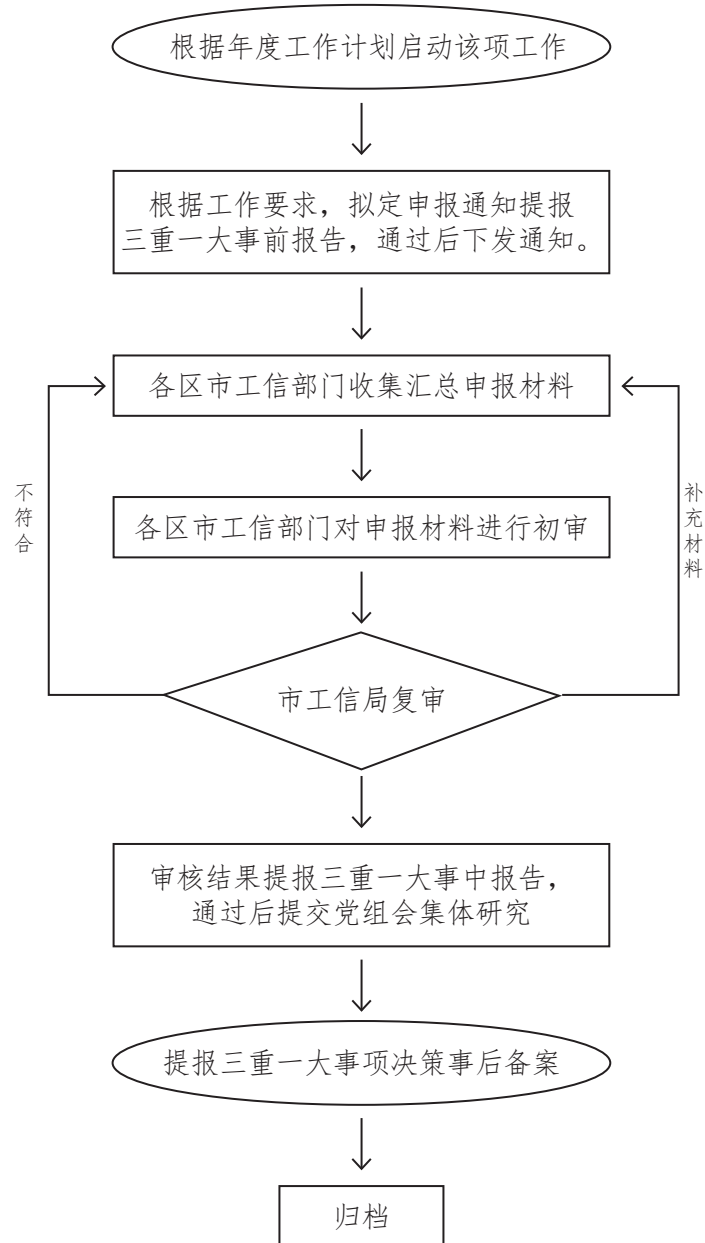 根据年度工作计划启动该项工作
根据工作要求，拟定申报通知提报
三重一大事前报告，通过后下发通知。
各区市工信部门收集汇总申报材料
不符合
补充材料
各区市工信部门对申报材料进行初审
市工信局复审
审核结果提报三重一大事中报告，
通过后提交党组会集体研究
提报三重一大事项决策事后备案
归档